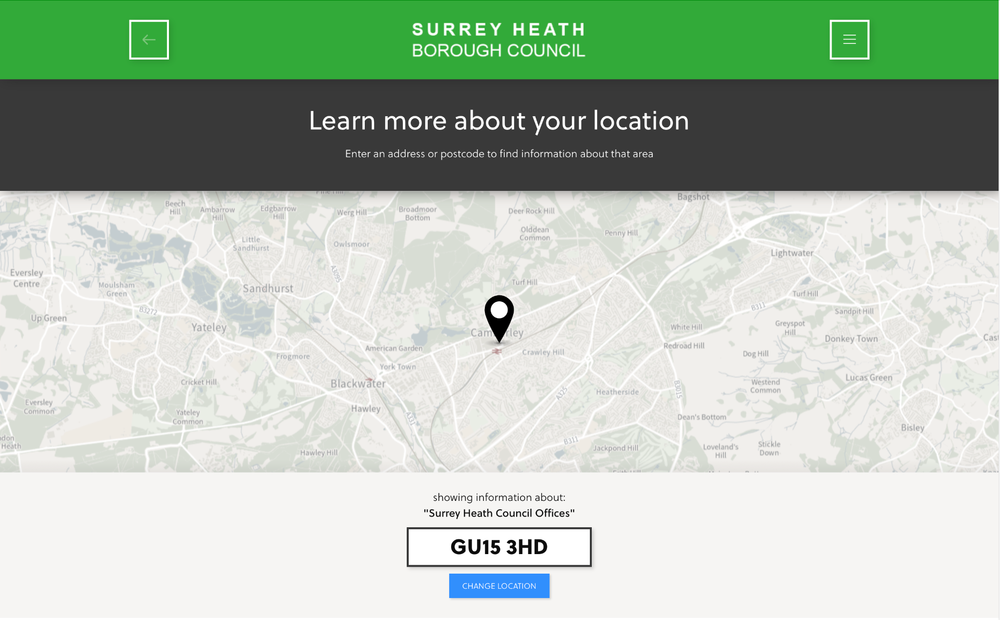 SURREY HEATH
BOROUGH COUNCIL
Learn more about your location
Enter an address or postcode to find information about that area
Bagshot
Beech
Hill
Ambarrow
Hill
Edgbarrow
Hill
Werg Hill
Broadmoor
Bottom
Deer Rock Hill
Olddean
Common
Penny Hill
Little
Sandhurst
Owlsmoor
Lightwater
Eversley
Centre
Moulsham
Green
Sandhurst
A3095
Turf Hill
Turf Hill
B3272
B311
Sandpit Hill
Up Green
Yateley
White Hill
Greyspot
Hill
Donkey Town
American Garden
Crawley Hill
Redroad Hill
Dog Hill
Frogmore
York Town
Cricket Hill
Blackwater
Lucas Green
Westend
Common
Heatherside
A325
B3015
Eversley
Common
Yateley
Common
Hawley
A331
Dean's Bottom
Bisley
Heath
Hawley Hill
B311
Jackpond Hill
Loveland's
Hill
Stickle
Down
showing information about:
"Surrey Heath Council Offices"
GU15 3HD
CHANGE LOCATION